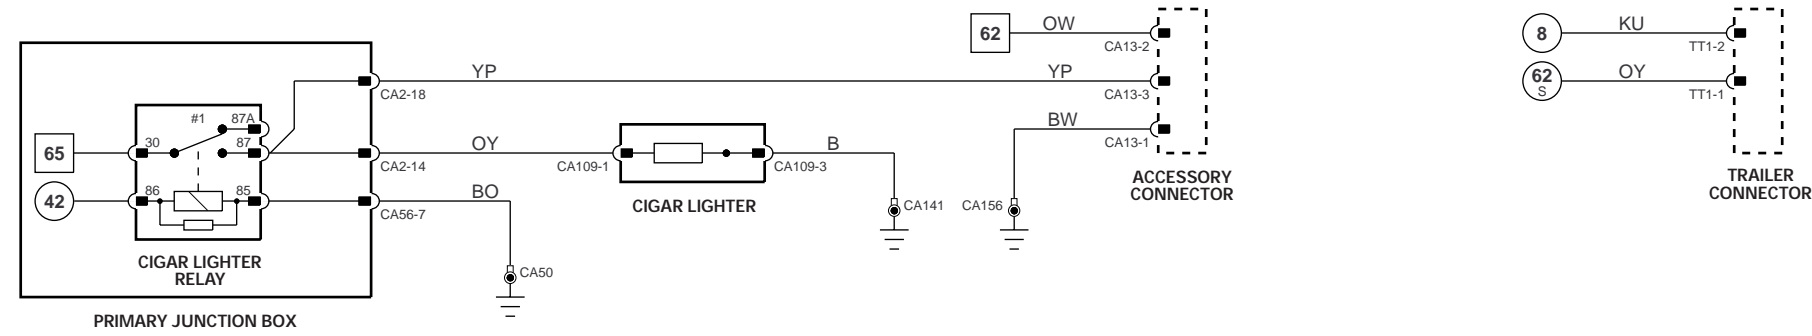 62
OW
CA13-2
8
KU
TT1-2
YP
YP
CA2-18
CA13-3
62
S
OY
TT1-1
#1
87A
BW
CA13-1
65
30
87
OY
CA2-14
CA109-1
B
CA109-3
ACCESSORY
CONNECTOR
TRAILER
CONNECTOR
42
86
85
BO
CA56-7
CIGAR LIGHTER
CA141
CA156
CIGAR LIGHTER
RELAY
CA50
PRIMARY JUNCTION BOX